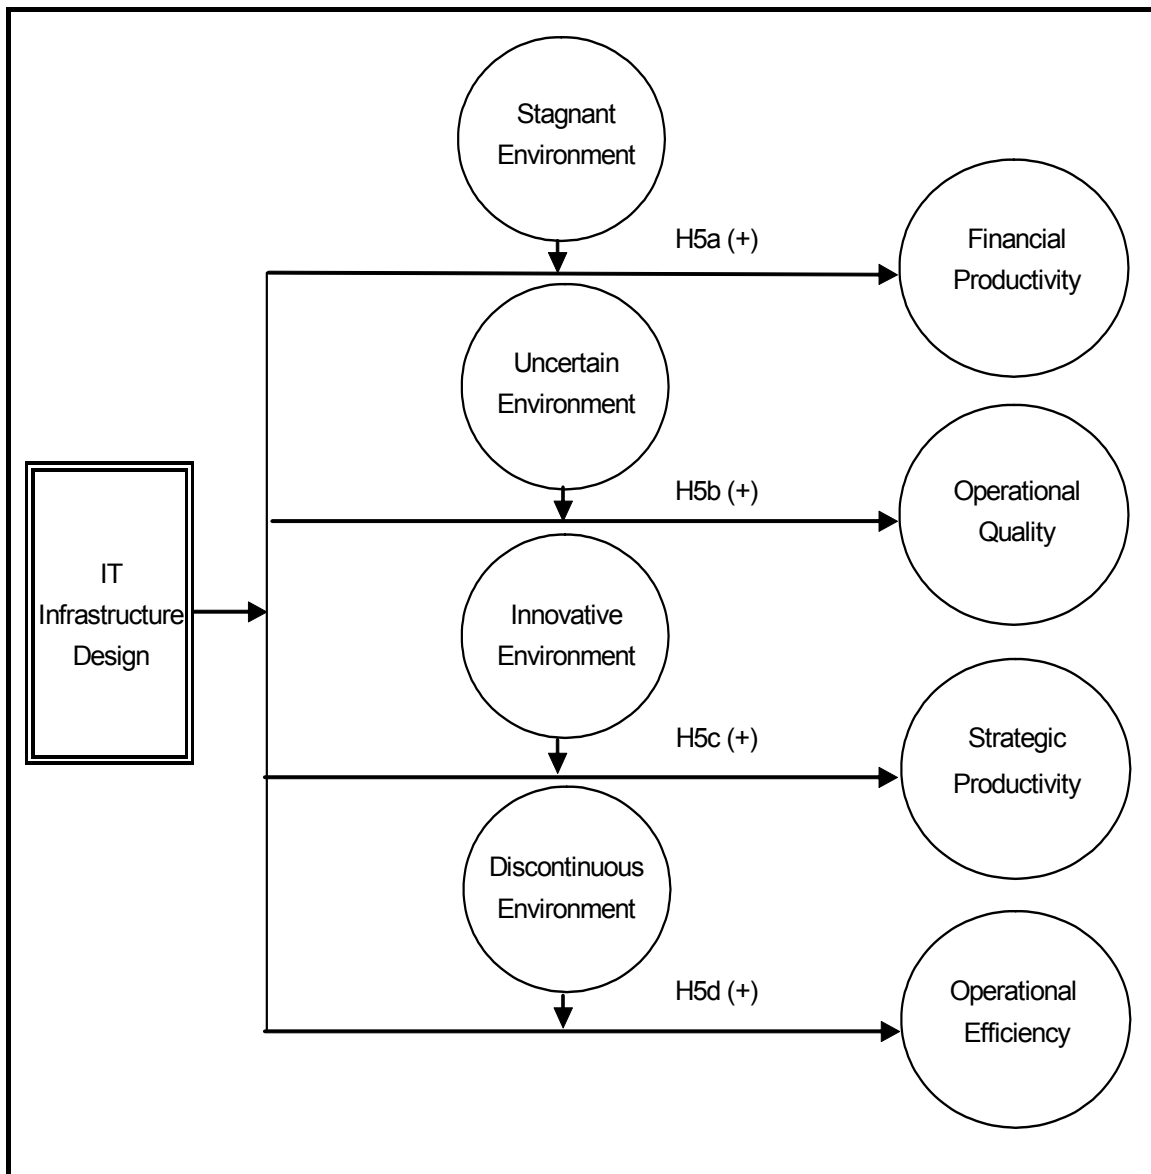 Stagnant
Environment
H5a (+)
Financial
Productivity
Uncertain
Environment
H5b (+)
Operational
Quality
IT
Infrastructure
Design
Innovative
Environment
H5c (+)
Strategic
Productivity
Discontinuous
Environment
H5d (+)
Operational
Efficiency